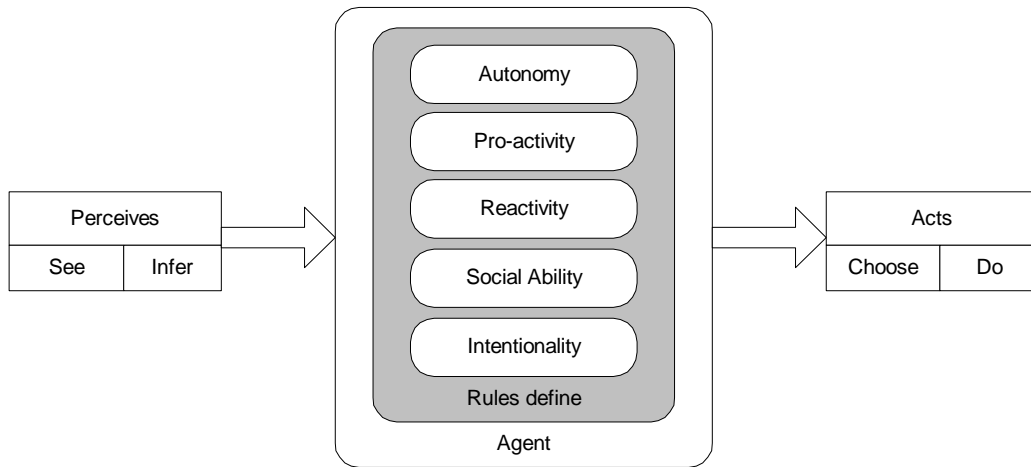 Perceives
See
Infer
Autonomy
Pro-activity
Reactivity
Social Ability
Intentionality
Rules define
Agent
Acts
Choose
Do